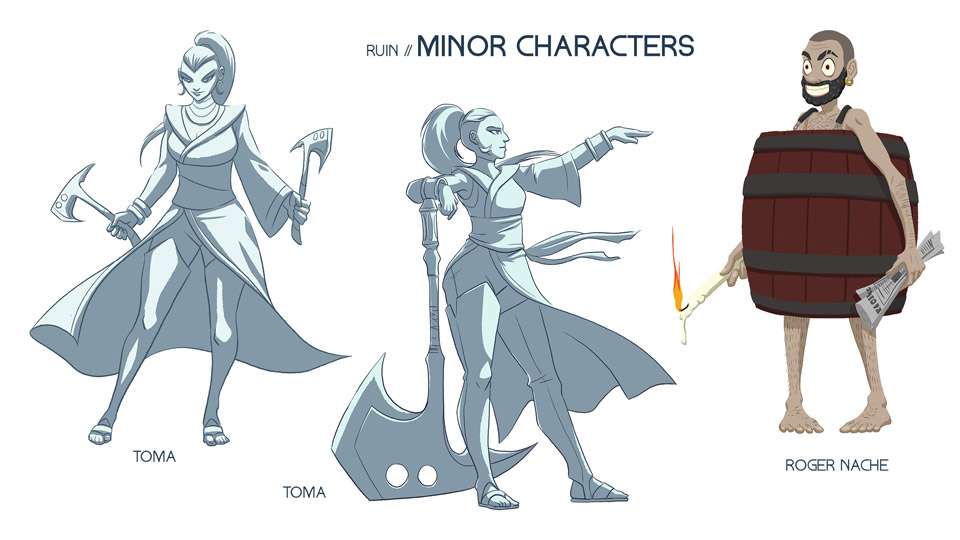 RUIN // MINOR CHARACTERS
TOMA
TOMA
ROGER NACHE